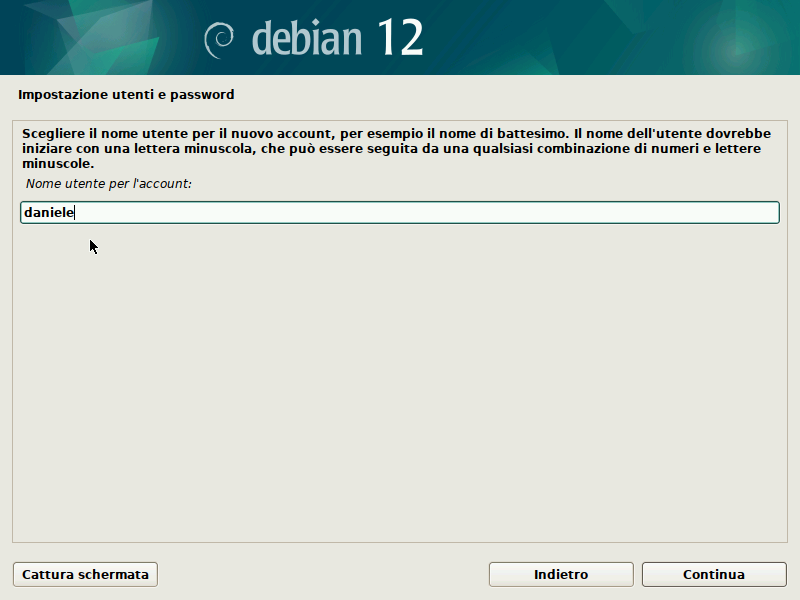 debian 12
Impostazione utenti e password
Scegliere il nome utente per il nuovo account, per esempio il nome di battesimo. Il nome dell'utente dovrebbe
iniziare con una lettera minuscola, che può essere seguita da una qualsiasi combinazione di numeri e lettere
minuscole.
Nome utente per l'account:
daniele
Cattura schermata
Indietro
Continua